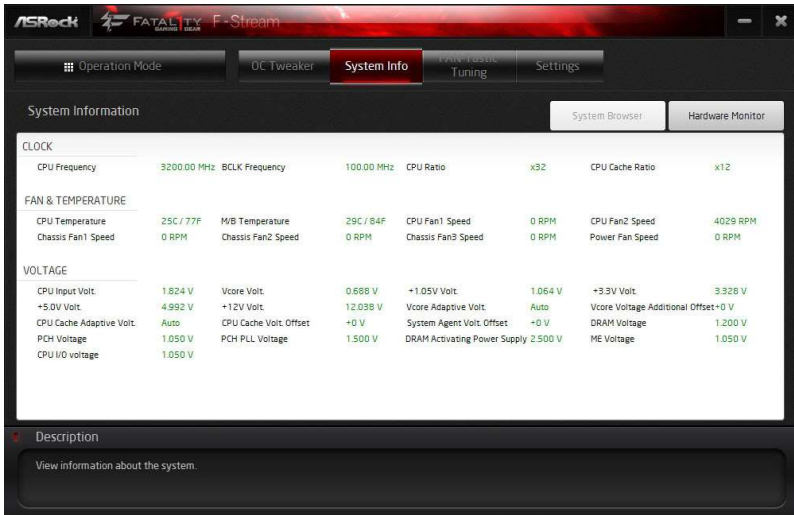 ASRock FATAL1TY GAMING GEAR F-Stream
Operation Mode OC Tweaker System Info FAN-Tastic Tuning Settings
System Information System Browser Hardware Monitor
CLOCK
CPU Frequency 3200.00 MHz BCLK Frequency 100.00 MHz CPU Ratio x32 CPU Cache Ratio x12
FAN & TEMPERATURE
CPU Temperature 25C / 77F M/B Temperature 29C / 84F CPU Fan1 Speed 0 RPM CPU Fan2 Speed 4029 RPM
Chassis Fan1 Speed 0 RPM Chassis Fan2 Speed 0 RPM Chassis Fan3 Speed 0 RPM Power Fan Speed 0 RPM
VOLTAGE
CPU Input Volt. 1.824 V Vcore Volt. 0.688 V +1.05V Volt. 1.064 V +3.3V Volt. 3.328 V
+5.0V Volt. 4.992 V +12V Volt. 12.038 V Vcore Adaptive Volt. Auto Vcore Voltage Additional Offset +0 V
CPU Cache Adaptive Volt. Auto CPU Cache Volt. Offset +0 V System Agent Volt. Offset +0 V DRAM Voltage 1.200 V
PCH Voltage 1.050 V PCH PLL Voltage 1.500 V DRAM Activating Power Supply 2.500 V ME Voltage 1.050 V
CPU I/O voltage 1.050 V
Description
View information about the system.